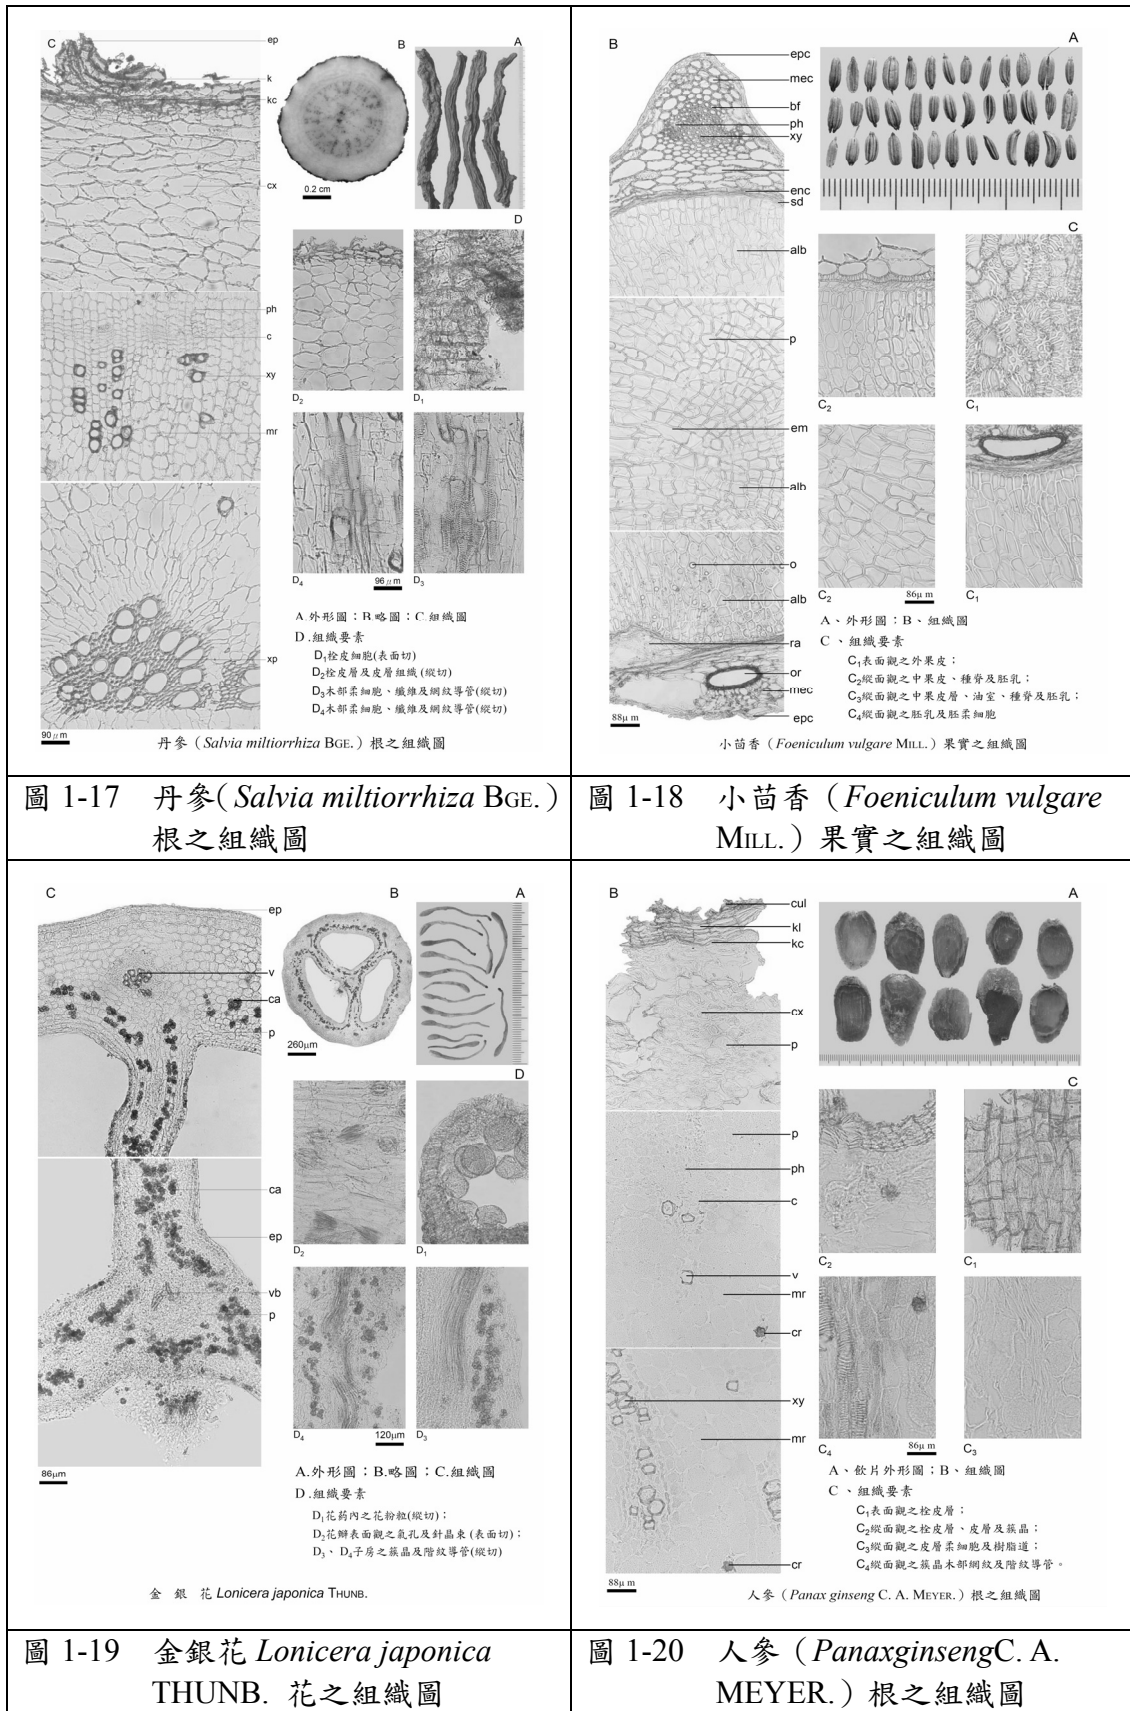 C
ep
B
A
k
kc
cx
0.2 cm
D
ph
c
xy
mr
D2
D1
D4
96μm
D3
xp
90μm
A.外形圖；B.略圖；C.組織圖
D.組織要素
D1栓皮細胞(表面切)
D2栓皮層及皮層組織(縱切)
D3木部柔細胞、纖維及網紋導管(縱切)
D4木部柔細胞、纖維及網紋導管(縱切)
丹參（Salvia miltiorrhiza BGE.）根之組織圖
圖 1-17 丹參（Salvia miltiorrhiza BGE.）
根之組織圖
B
A
epc
mec
bf
ph
xy
enc
sd
C
alb
p
C2
C1
em
alb
o
alb
C2
86μm
C1
ra
or
mec
epc
88μm
A、外形圖；B、組織圖
C、組織要素
C1表面觀之外果皮；
C2縱面觀之中果皮、種脊及胚乳；
C3縱面觀之中果皮層、油室、種脊及胚乳；
C4縱面觀之胚乳及胚柔細胞
小茴香（Foeniculum vulgare MILL.）果實之組織圖
圖 1-18 小茴香（Foeniculum vulgare
MILL.）果實之組織圖
C
ep
B
A
v
ca
p
260μm
D
ca
ep
D2
D1
vb
p
D4
120μm
D3
86μm
A.外形圖；B.略圖；C.組織圖
D.組織要素
D1花葯內之花粉粒(縱切)；
D2花瓣表面觀之氣孔及針晶束(表面切)；
D3、D4子房之簇晶及階紋導管(縱切)
金 銀 花 Lonicera japonica THUNB.
圖 1-19 金銀花 Lonicera japonica
THUNB. 花之組織圖
B
A
cul
kl
kc
cx
p
C
p
ph
c
C2
C1
v
mr
cr
xy
mr
C4
86μm
C3
cr
88μm
A、飲片外形圖；B、組織圖
C、組織要素
C1表面觀之栓皮層；
C2縱面觀之栓皮層、皮層及簇晶；
C3縱面觀之皮層柔細胞及樹脂道；
C4縱面觀之簇晶木部網紋及階紋導管。
人參（Panax ginseng C. A. MEYER.）根之組織圖
圖 1-20 人參（PanaxginsengC. A.
MEYER.）根之組織圖